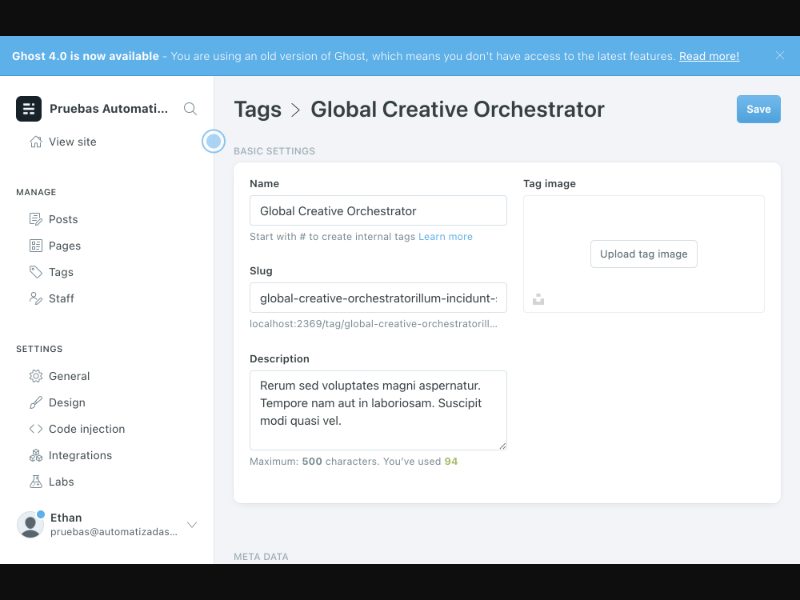 Ghost 4.0 is now available - You are using an old version of Ghost, which means you don't have access to the latest features. Read more!
Pruebas Automati...
View site
MANAGE
Posts
Pages
Tags
Staff
SETTINGS
General
Design
Code injection
Integrations
Labs
Ethan
pruebas@automatizadas...
Tags > Global Creative Orchestrator
Save
BASIC SETTINGS
Name
Global Creative Orchestrator
Start with # to create internal tags Learn more
Slug
global-creative-orchestratorillum-incidunt-
localhost:2369/tag/global-creative-orchestratorill...
Description
Rerum sed voluptates magni aspernatur.
Tempore nam aut in laboriosam. Suscipit
modi quasi vel.
Maximum: 500 characters. You've used 94
Tag image
Upload tag image
META DATA